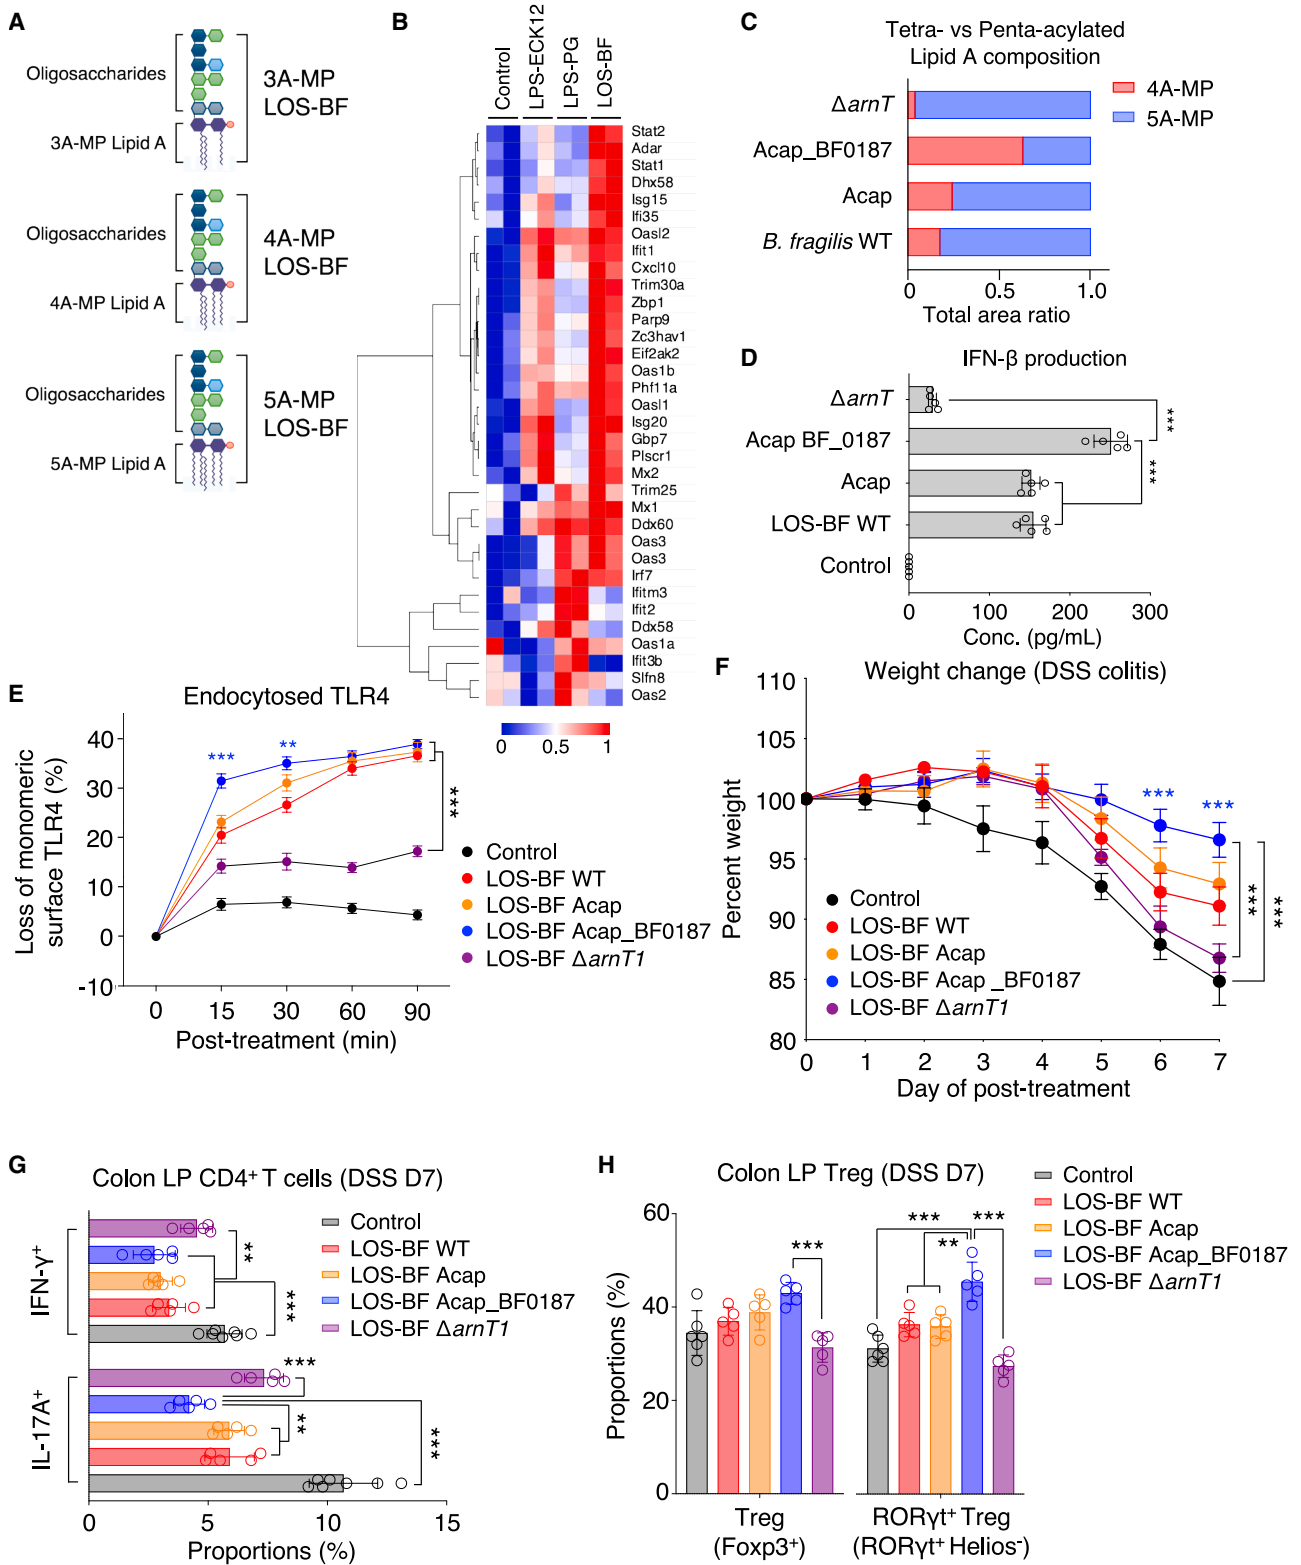 A
Oligosaccharides
3A-MP
LOS-BF
3A-MP Lipid A
Oligosaccharides
4A-MP
LOS-BF
4A-MP Lipid A
Oligosaccharides
5A-MP
LOS-BF
5A-MP Lipid A
B
Control
LPS-ECK12
LPS-PG
LOS-BF
Stat2
Adar
Stat1
Dhx58
Isg15
Ifi35
Oasl2
Ifit1
Cxcl10
Trim30a
Zbp1
Parp9
Zc3hav1
Eif2ak2
Oas1b
Phf11a
Oasl1
Isg20
Gbp7
Plscr1
Mx2
Trim25
Mx1
Ddx60
Oas3
Oas3
Irf7
Ifitm3
Ifit2
Ddx58
Oas1a
Ifit3b
Slfn8
Oas2
0 0.5 1
C
Tetra- vs Penta-acylated
Lipid A composition
4A-MP
5A-MP
ΔarnT
Acap_BF0187
Acap
B. fragilis WT
0 0.5 1.0
Total area ratio
D
IFN-β production
ΔarnT
Acap BF_0187
Acap
LOS-BF WT
Control
***
***
0 100 200 300
Conc. (pg/mL)
E
Endocytosed TLR4
Loss of monomeric
surface TLR4 (%)
40
30
20
10
0
-10
*** **
***
0 15 30 60 90
Post-treatment (min)
Control
LOS-BF WT
LOS-BF Acap
LOS-BF Acap_BF0187
LOS-BF ΔarnT1
F
Weight change (DSS colitis)
Percent weight
110
105
100
95
90
85
80
*** ***
***
***
Control
LOS-BF WT
LOS-BF Acap
LOS-BF Acap _BF0187
LOS-BF ΔarnT1
0 1 2 3 4 5 6 7
Day of post-treatment
G
Colon LP CD4+ T cells (DSS D7)
IFN-γ+
IL-17A+
**
***
***
**
***
Control
LOS-BF WT
LOS-BF Acap
LOS-BF Acap_BF0187
LOS-BF ΔarnT1
0 5 10 15
Proportions (%)
H
Colon LP Treg (DSS D7)
Proportions (%)
60
40
20
0
***
***
**
***
Control
LOS-BF WT
LOS-BF Acap
LOS-BF Acap_BF0187
LOS-BF ΔarnT1
Treg
(Foxp3+)
RORγt+ Treg
(RORγt+ Helios-)